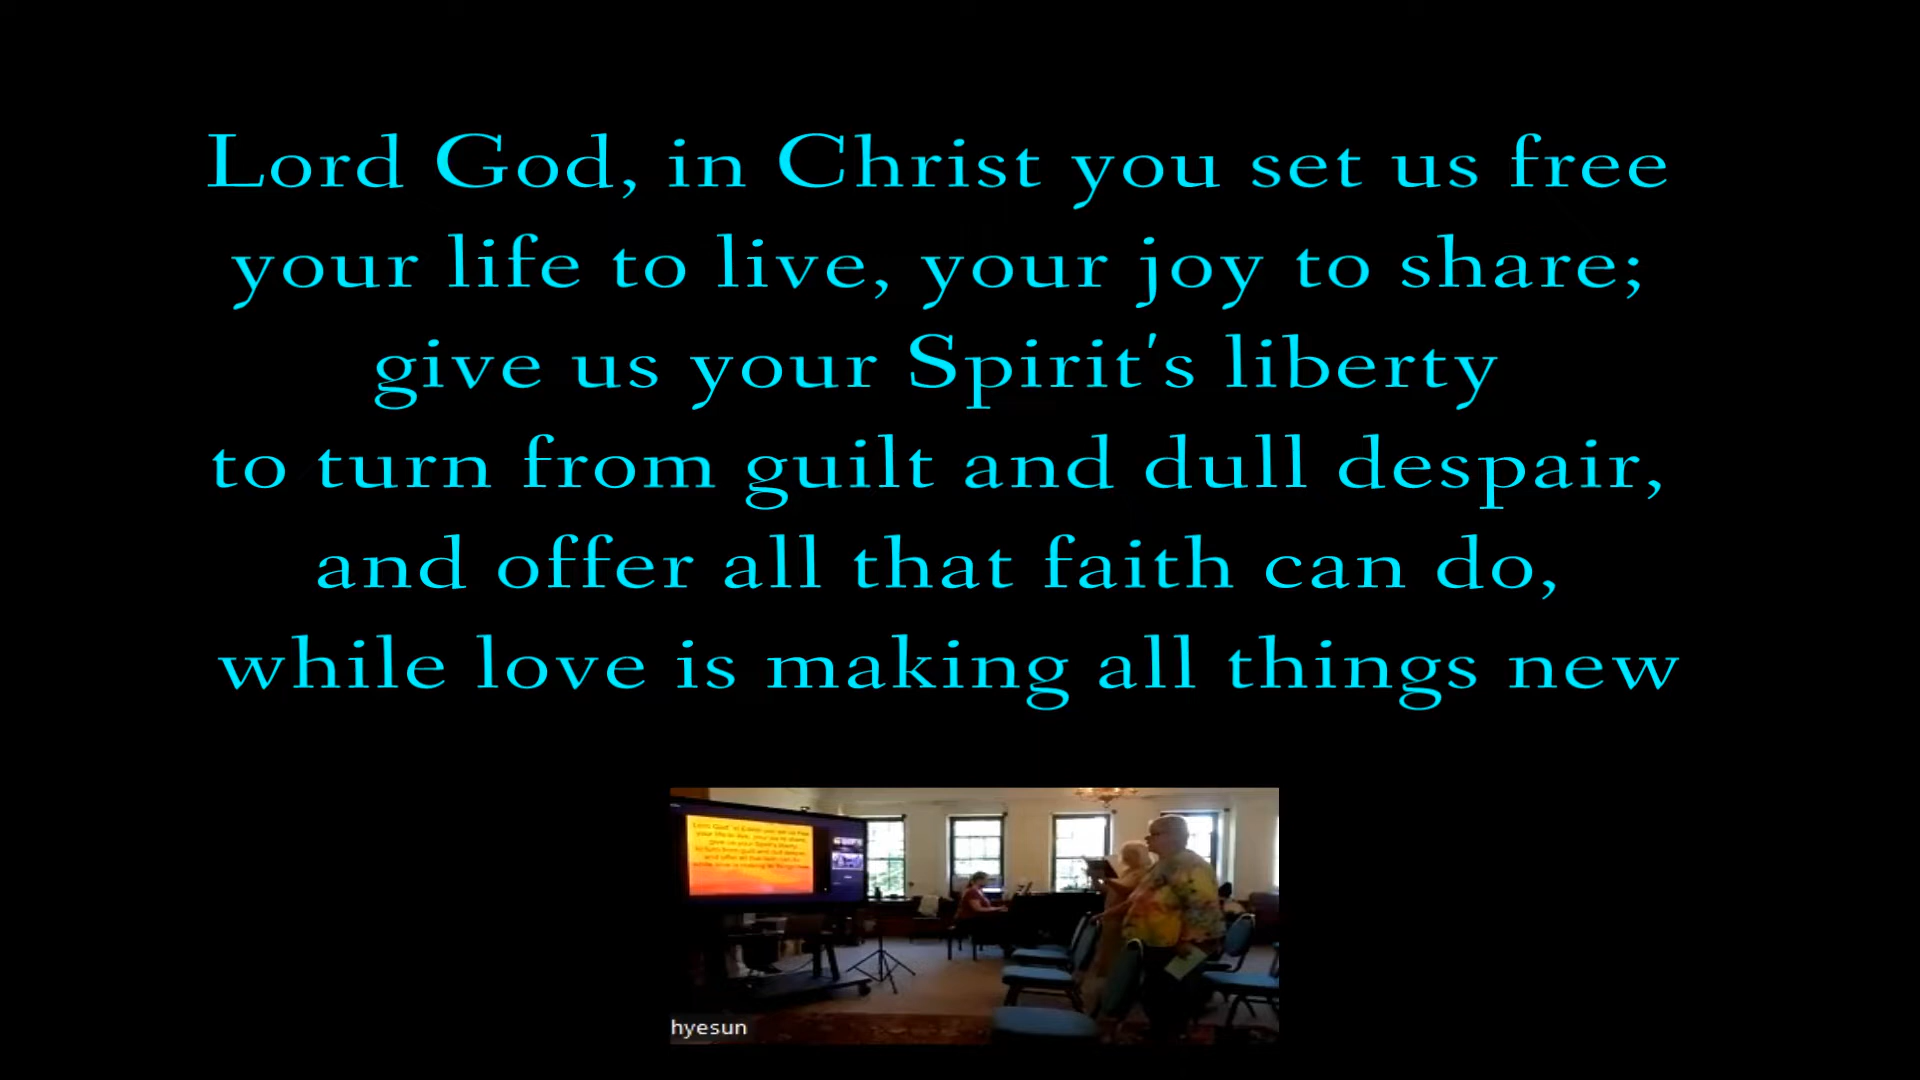 Lord God, in Christ you set us free
your life to live, your joy to share;
give us your Spirit's liberty
to turn from guilt and dull despair,
and offer all that faith can do,
while love is making all things new
hyesun